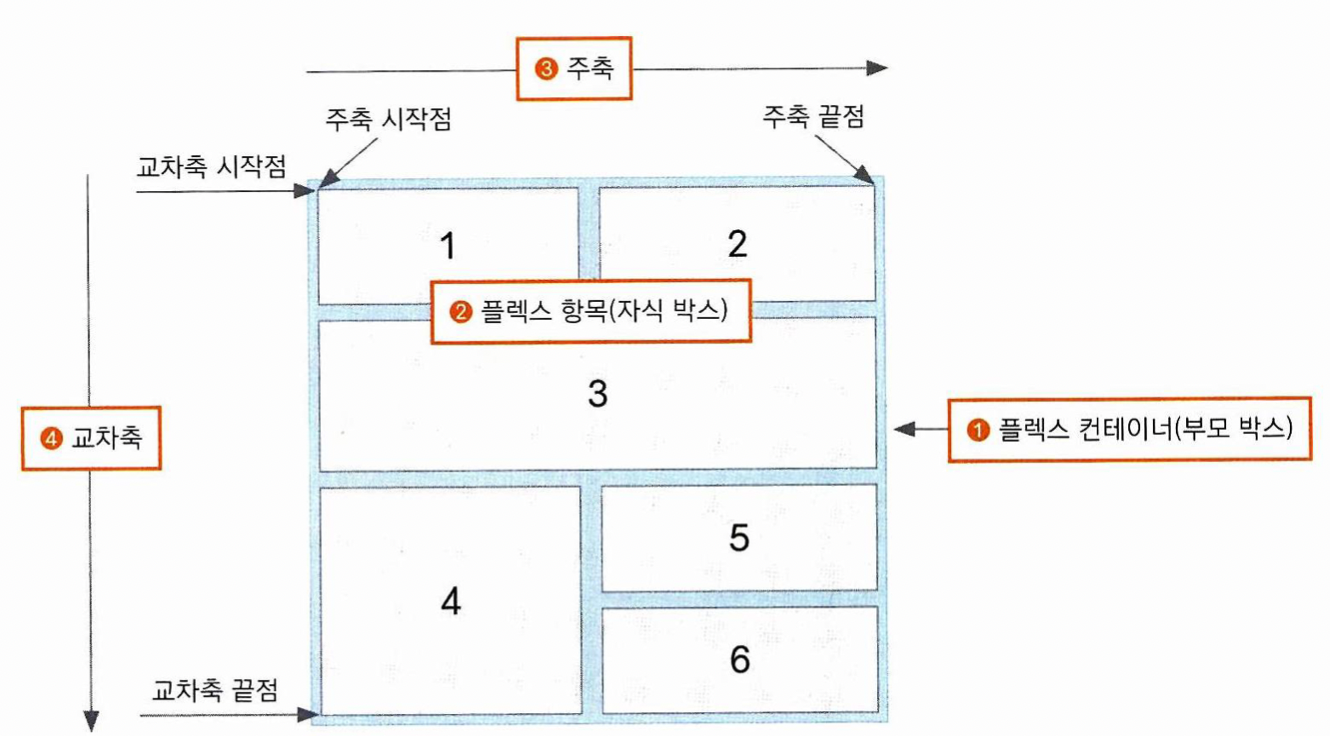 ❸ 주축
주축 시작점
주축 끝점
교차축 시작점
1
2
❷ 플렉스 항목(자식 박스)
3
❶ 플렉스 컨테이너(부모 박스)
❹ 교차축
4
5
6
교차축 끝점